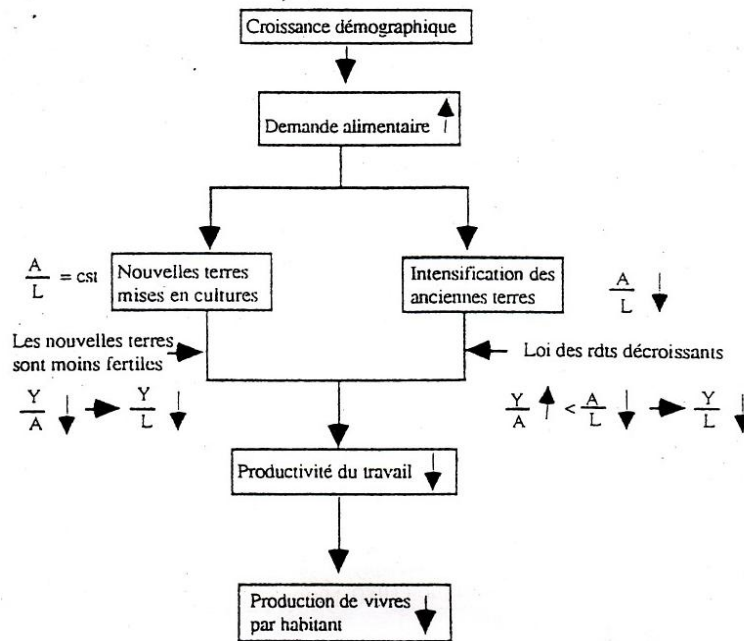 Croissance démographique
Demande alimentaire
A/L = cst
Nouvelles terres
mises en cultures
Intensification des
anciennes terres
A/L
Les nouvelles terres
sont moins fertiles
Loi des rdts décroissants
Y/A Y/L
Y/A < A/L Y/L
Productivité du travail
Production de vivres
par habitant